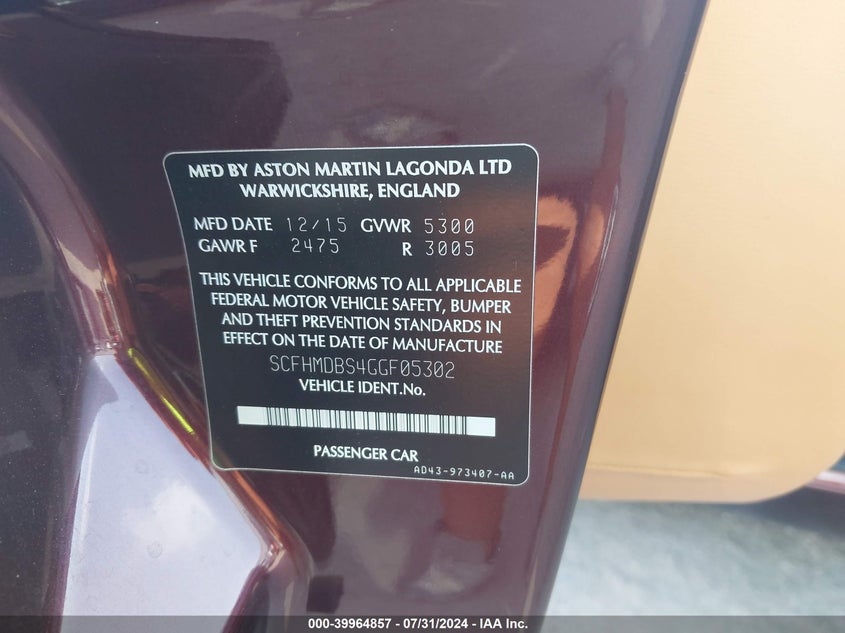 MFD BY ASTON MARTIN LAGONDA LTD
WARWICKSHIRE, ENGLAND
MFD DATE 12/15 GVWR 5300
GAWR F 2475 R 3005
THIS VEHICLE CONFORMS TO ALL APPLICABLE
FEDERAL MOTOR VEHICLE SAFETY, BUMPER
AND THEFT PREVENTION STANDARDS IN
EFFECT ON THE DATE OF MANUFACTURE
SCFHMDBS4GGF05302
VEHICLE IDENT.No.
PASSENGER CAR
AD43-973407-AA
000-39964857 - 07/31/2024 - IAA Inc.